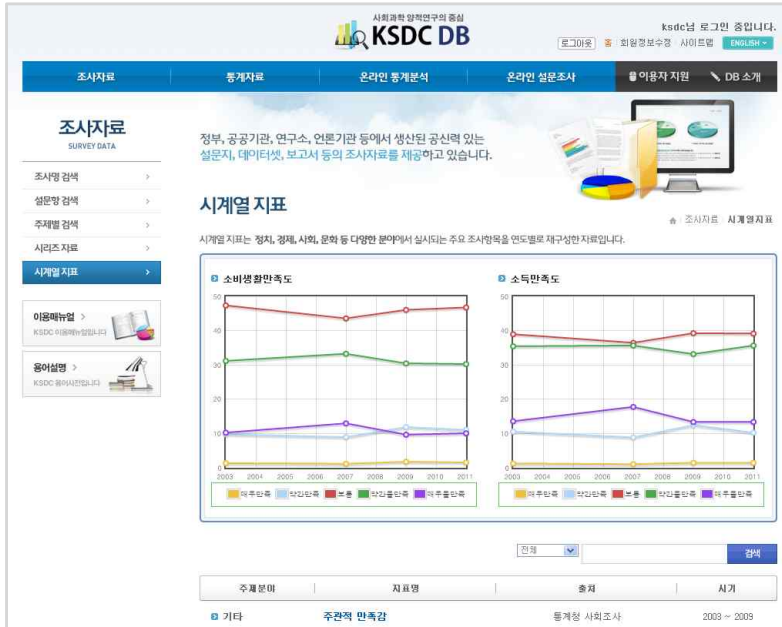 사회과학 양적연구의 중심
KSDC DB
ksdc님 로그인 중입니다.
로그아웃 홈 회원정보수정 사이트맵 ENGLISH
조사자료 통계자료 온라인 통계분석 온라인 설문조사 이용자 지원 DB 소개
조사자료
SURVEY DATA
조사명 검색
설문항 검색
주제별 검색
시리즈 자료
시계열 지표
이용매뉴얼
KSDC 이용매뉴얼입니다
용어설명
KSDC 용어사전입니다
정부, 공공기관, 연구소, 언론기관 등에서 생산된 공신력 있는
설문지, 데이터셋, 보고서 등의 조사자료를 제공하고 있습니다.
시계열 지표
조사자료 시계열지표
시계열 지표는 정치, 경제, 사회, 문화 등 다양한 분야에서 실시되는 주요 조사항목을 연도별로 재구성한 자료입니다.
소비생활만족도
50
40
30
20
10
0
2003 2004 2005 2006 2007 2008 2009 2010 2011
매우만족 약간만족 보통 약간불만족 매우불만족
소득만족도
50
40
30
20
10
0
2003 2004 2005 2006 2007 2008 2009 2010 2011
매우만족 약간만족 보통 약간불만족 매우불만족
전체 검색
주제분야 지표명 출처 시기
기타 주관적 만족감 통계청 사회조사 2003 ~ 2009